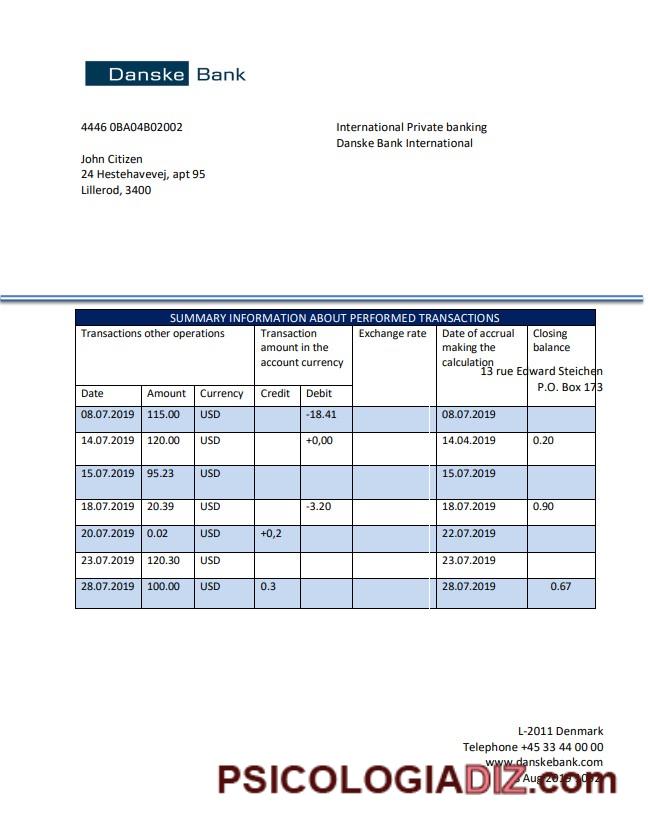 Danske Bank
4446 0BA04B02002
International Private banking
Danske Bank International
John Citizen
24 Hestehavevej, apt 95
Lillerod, 3400
SUMMARY INFORMATION ABOUT PERFORMED TRANSACTIONS
Transactions other operations Transaction amount in the account currency Exchange rate Date of accrual making the calculation Closing balance
13 rue Edward Steichen
P.O. Box 173
Date Amount Currency Credit Debit
08.07.2019 115.00 USD -18.41 08.07.2019
14.07.2019 120.00 USD +0,00 14.04.2019 0.20
15.07.2019 95.23 USD 15.07.2019
18.07.2019 20.39 USD -3.20 18.07.2019 0.90
20.07.2019 0.02 USD +0,2 22.07.2019
23.07.2019 120.30 USD 23.07.2019
28.07.2019 100.00 USD 0.3 28.07.2019 0.67
L-2011 Denmark
Telephone +45 33 44 00 00
www.danskebank.com
Aug 2019
PSICOLOGIADIZ.com